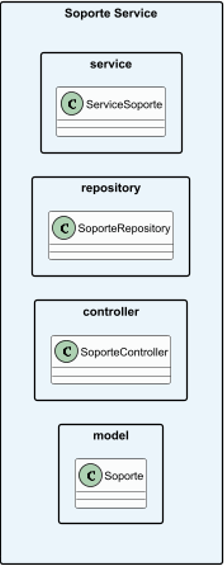 Soporte Service
service
C ServiceSoporte
repository
C SoporteRepository
controller
C SoporteController
model
C Soporte